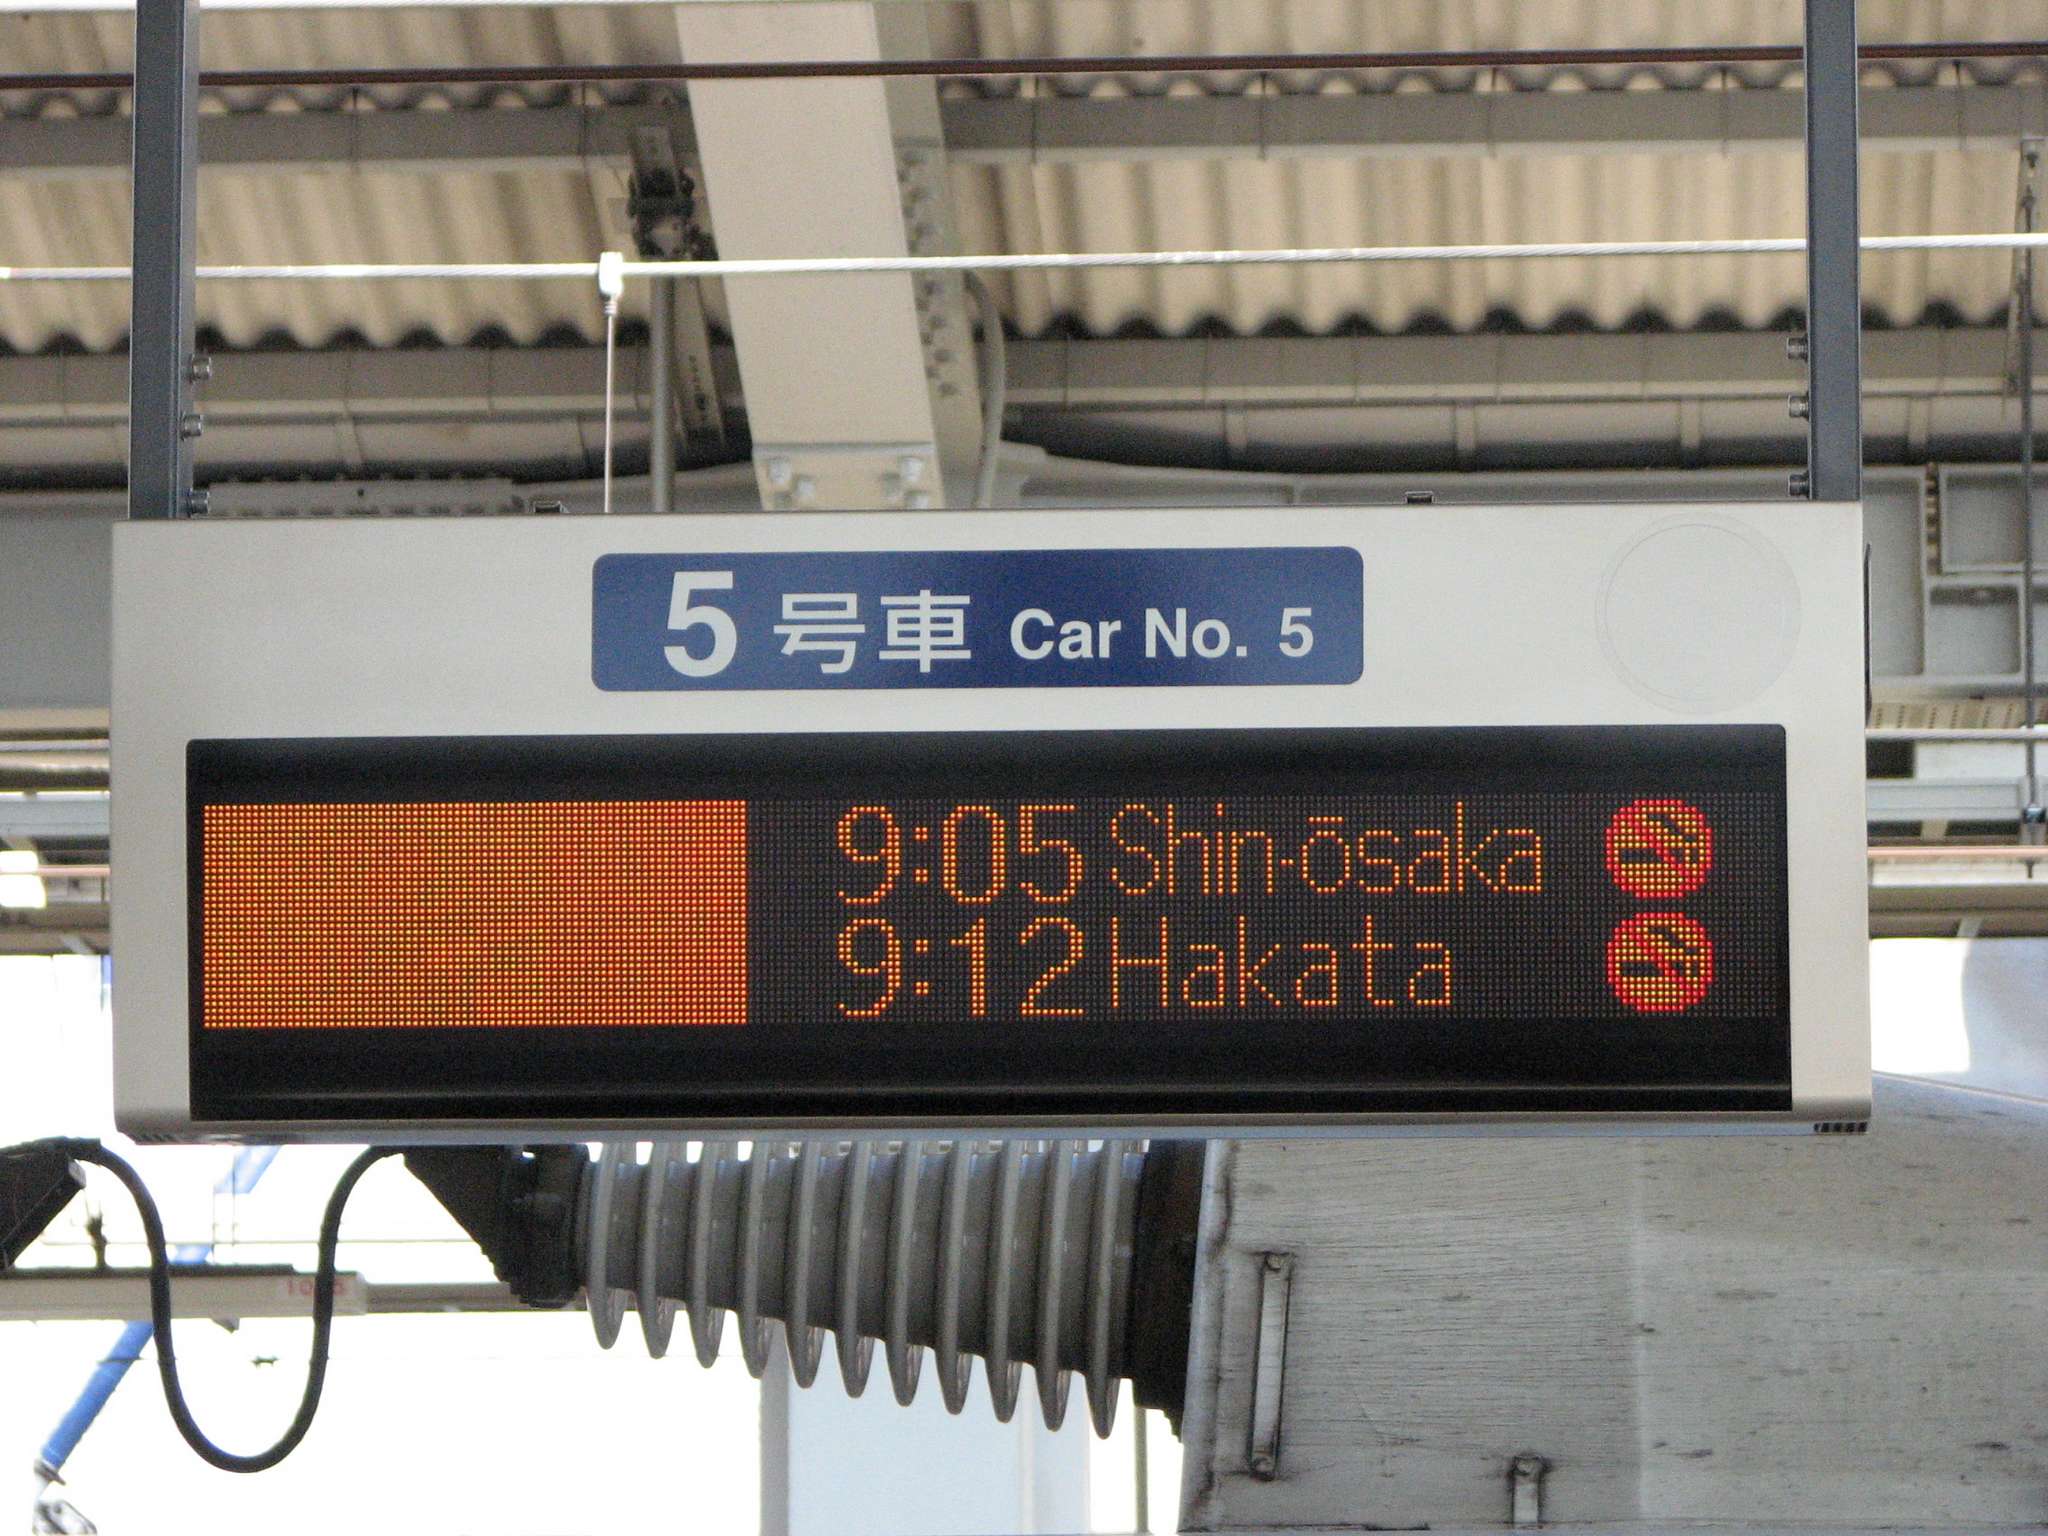 5号車 Car No. 5
9:05 Shin-ōsaka
9:12 Hakata